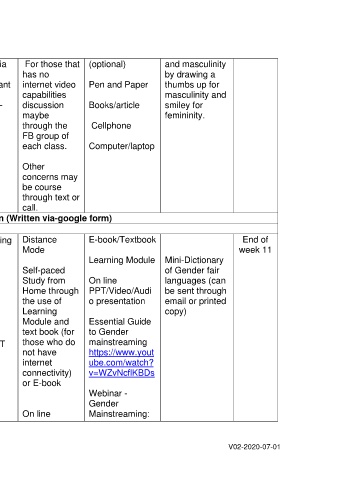 ia
ant
-
For those that
has no
internet video
capabilities
discussion
maybe
through the
FB group of
each class.
Other
concerns may
be course
through text or
call.
(optional)
Pen and Paper
Books/article
Cellphone
Computer/laptop
and masculinity
by drawing a
thumbs up for
masculinity and
smiley for
femininity.
n (Written via-google form)
ing
T
Distance
Mode
Self-paced
Study from
Home through
the use of
Learning
Module and
text book (for
those who do
not have
internet
connectivity)
or E-book
On line
E-book/Textbook
Learning Module
On line
PPT/Video/Audi
o presentation
Essential Guide
to Gender
mainstreaming
https://www.yout
ube.com/watch?
v=WZvNcflKBDs
Webinar -
Gender
Mainstreaming:
Mini-Dictionary
of Gender fair
languages (can
be sent through
email or printed
copy)
End of
week 11
V02-2020-07-01